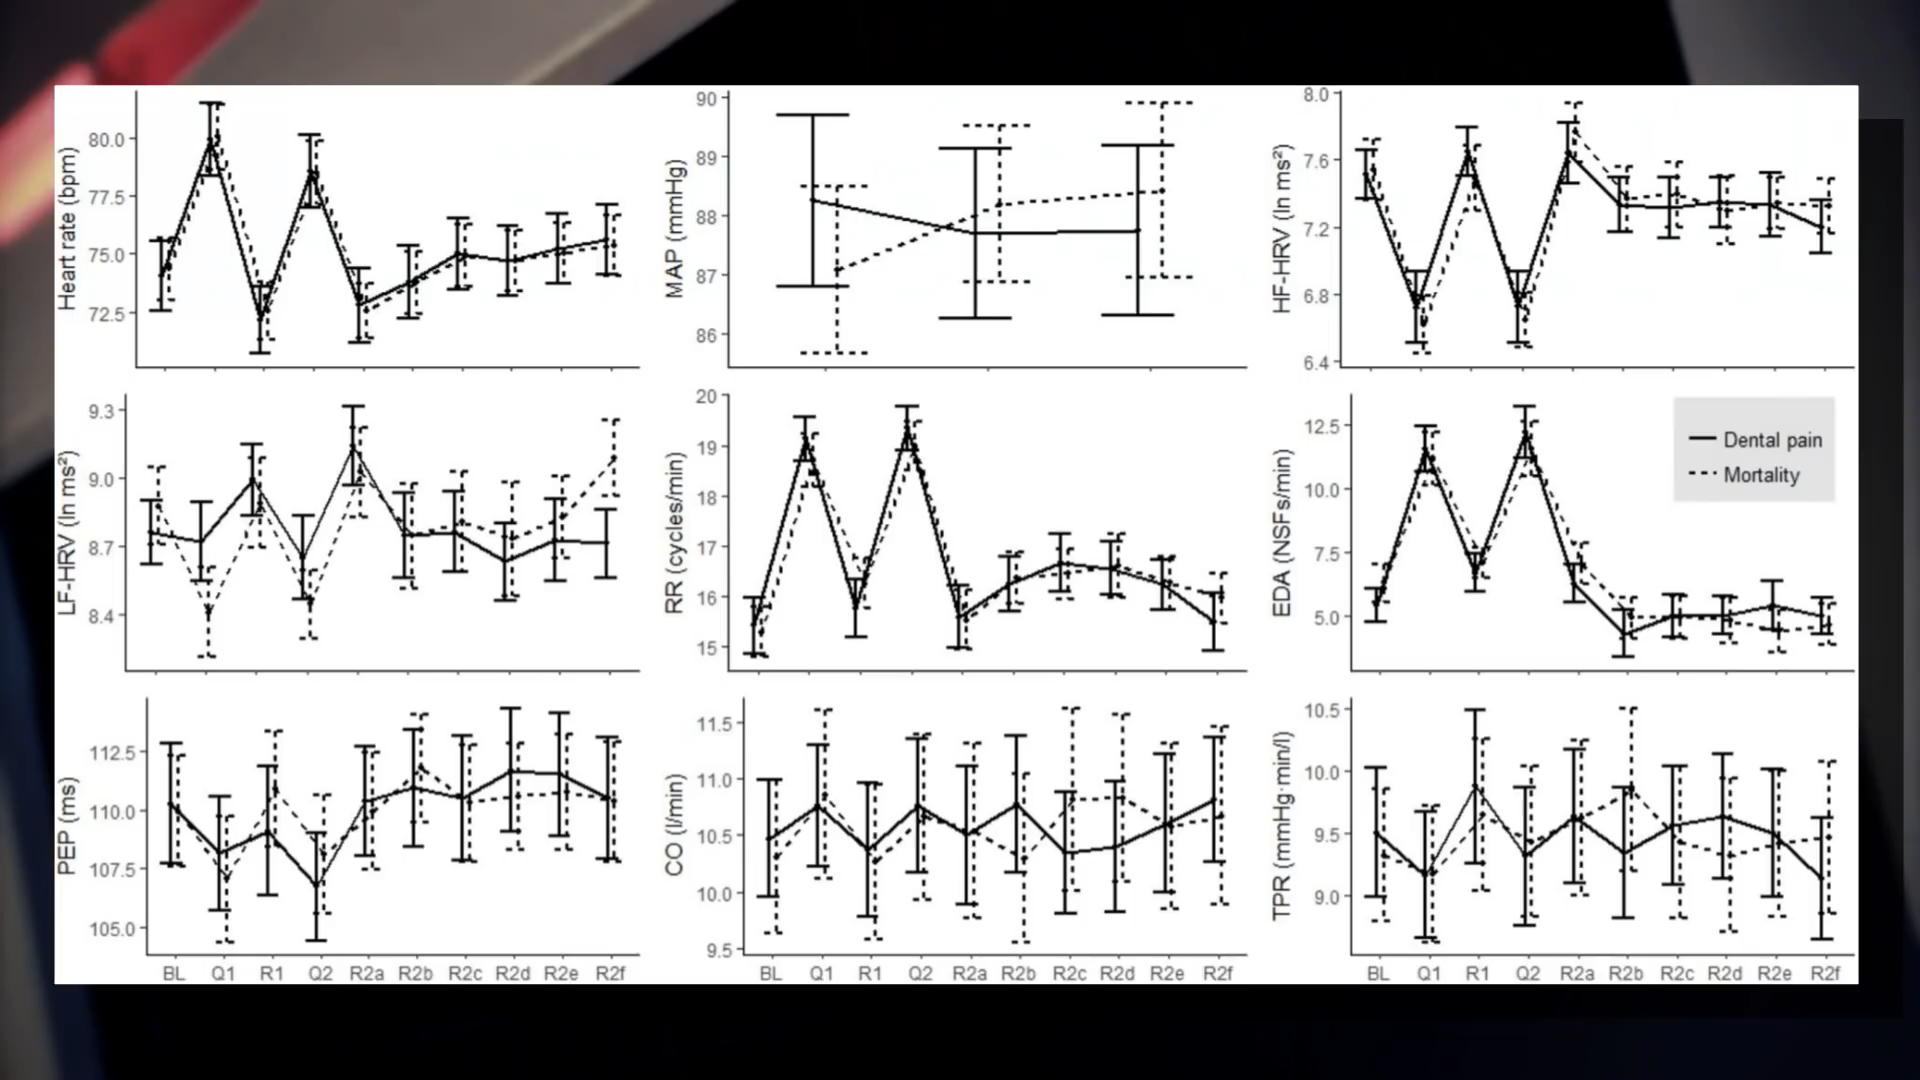 Heart rate (bpm)
80.0
77.5
75.0
72.5
MAP (mmHg)
90
89
88
87
86
HF-HRV (ln ms²)
8.0
7.6
7.2
6.8
6.4
LF-HRV (ln ms²)
9.3
9.0
8.7
8.4
RR (cycles/min)
20
19
18
17
16
15
EDA (NSFs/min)
12.5
10.0
7.5
5.0
Dental pain
Mortality
PEP (ms)
112.5
110.0
107.5
105.0
BL Q1 R1 Q2 R2a R2b R2c R2d R2e R2f
CO (l/min)
11.5
11.0
10.5
10.0
9.5
BL Q1 R1 Q2 R2a R2b R2c R2d R2e R2f
TPR (mmHg·min/l)
10.5
10.0
9.5
9.0
BL Q1 R1 Q2 R2a R2b R2c R2d R2e R2f